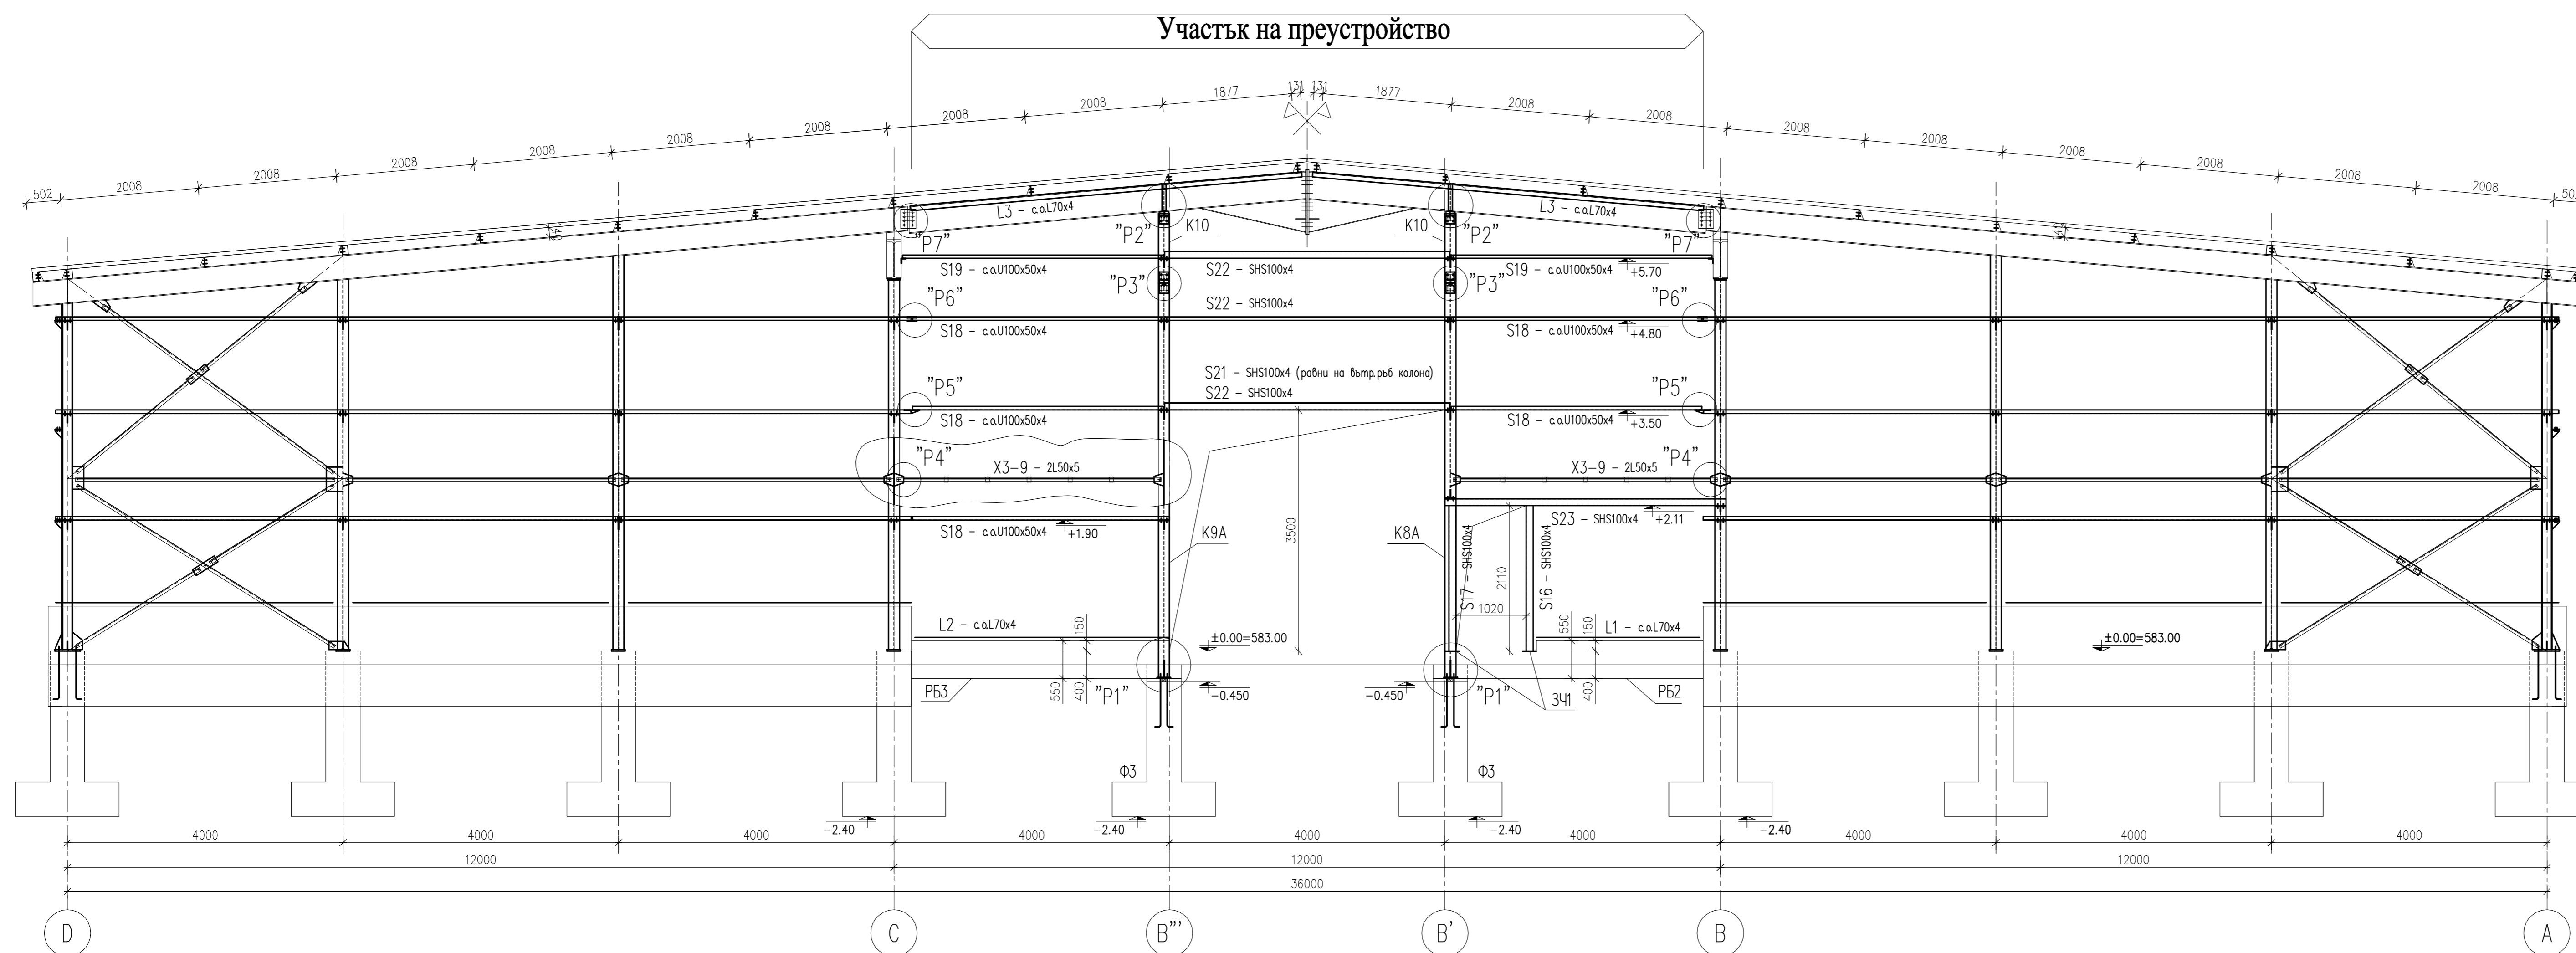 Участък на преустройство
502
2008
2008
2008
2008
2008
2008
2008
2008
1877
131
131
1877
2008
2008
2008
2008
2008
2008
2008
2008
140
L3 - с.о.L70x4
L3 - с.о.L70x4
140
"P7"
"P2"
K10
K10
"P2"
"P7"
S19 - с.о.U100x50x4
S22 - SHS100x4
S19 - с.о.U100x50x4
+5.70
"P6"
"P3"
"P3"
"P6"
S22 - SHS100x4
S18 - с.о.U100x50x4
S18 - с.о.U100x50x4
+4.80
S21 - SHS100x4 (равни на вътр.ръб колона)
"P5"
S22 - SHS100x4
"P5"
S18 - с.о.U100x50x4
S18 - с.о.U100x50x4
+3.50
"P4"
X3-9 - 2L50x5
X3-9 - 2L50x5
"P4"
S18 - с.о.U100x50x4
+1.90
K9A
3500
K8A
S17 - SHS100x4
2110
1020
S16 - SHS100x4
S23 - SHS100x4
+2.11
L2 - с.о.L70x4
150
±0.00=583.00
550
150
L1 - с.о.L70x4
±0.00=583.00
РБ3
550
400
"P1"
-0.450
-0.450
"P1"
ЗЧ1
400
РБ2
Ф3
Ф3
-2.40
-2.40
-2.40
-2.40
4000
4000
4000
4000
4000
4000
4000
4000
4000
12000
12000
12000
36000
D
C
B'''
B'
B
A